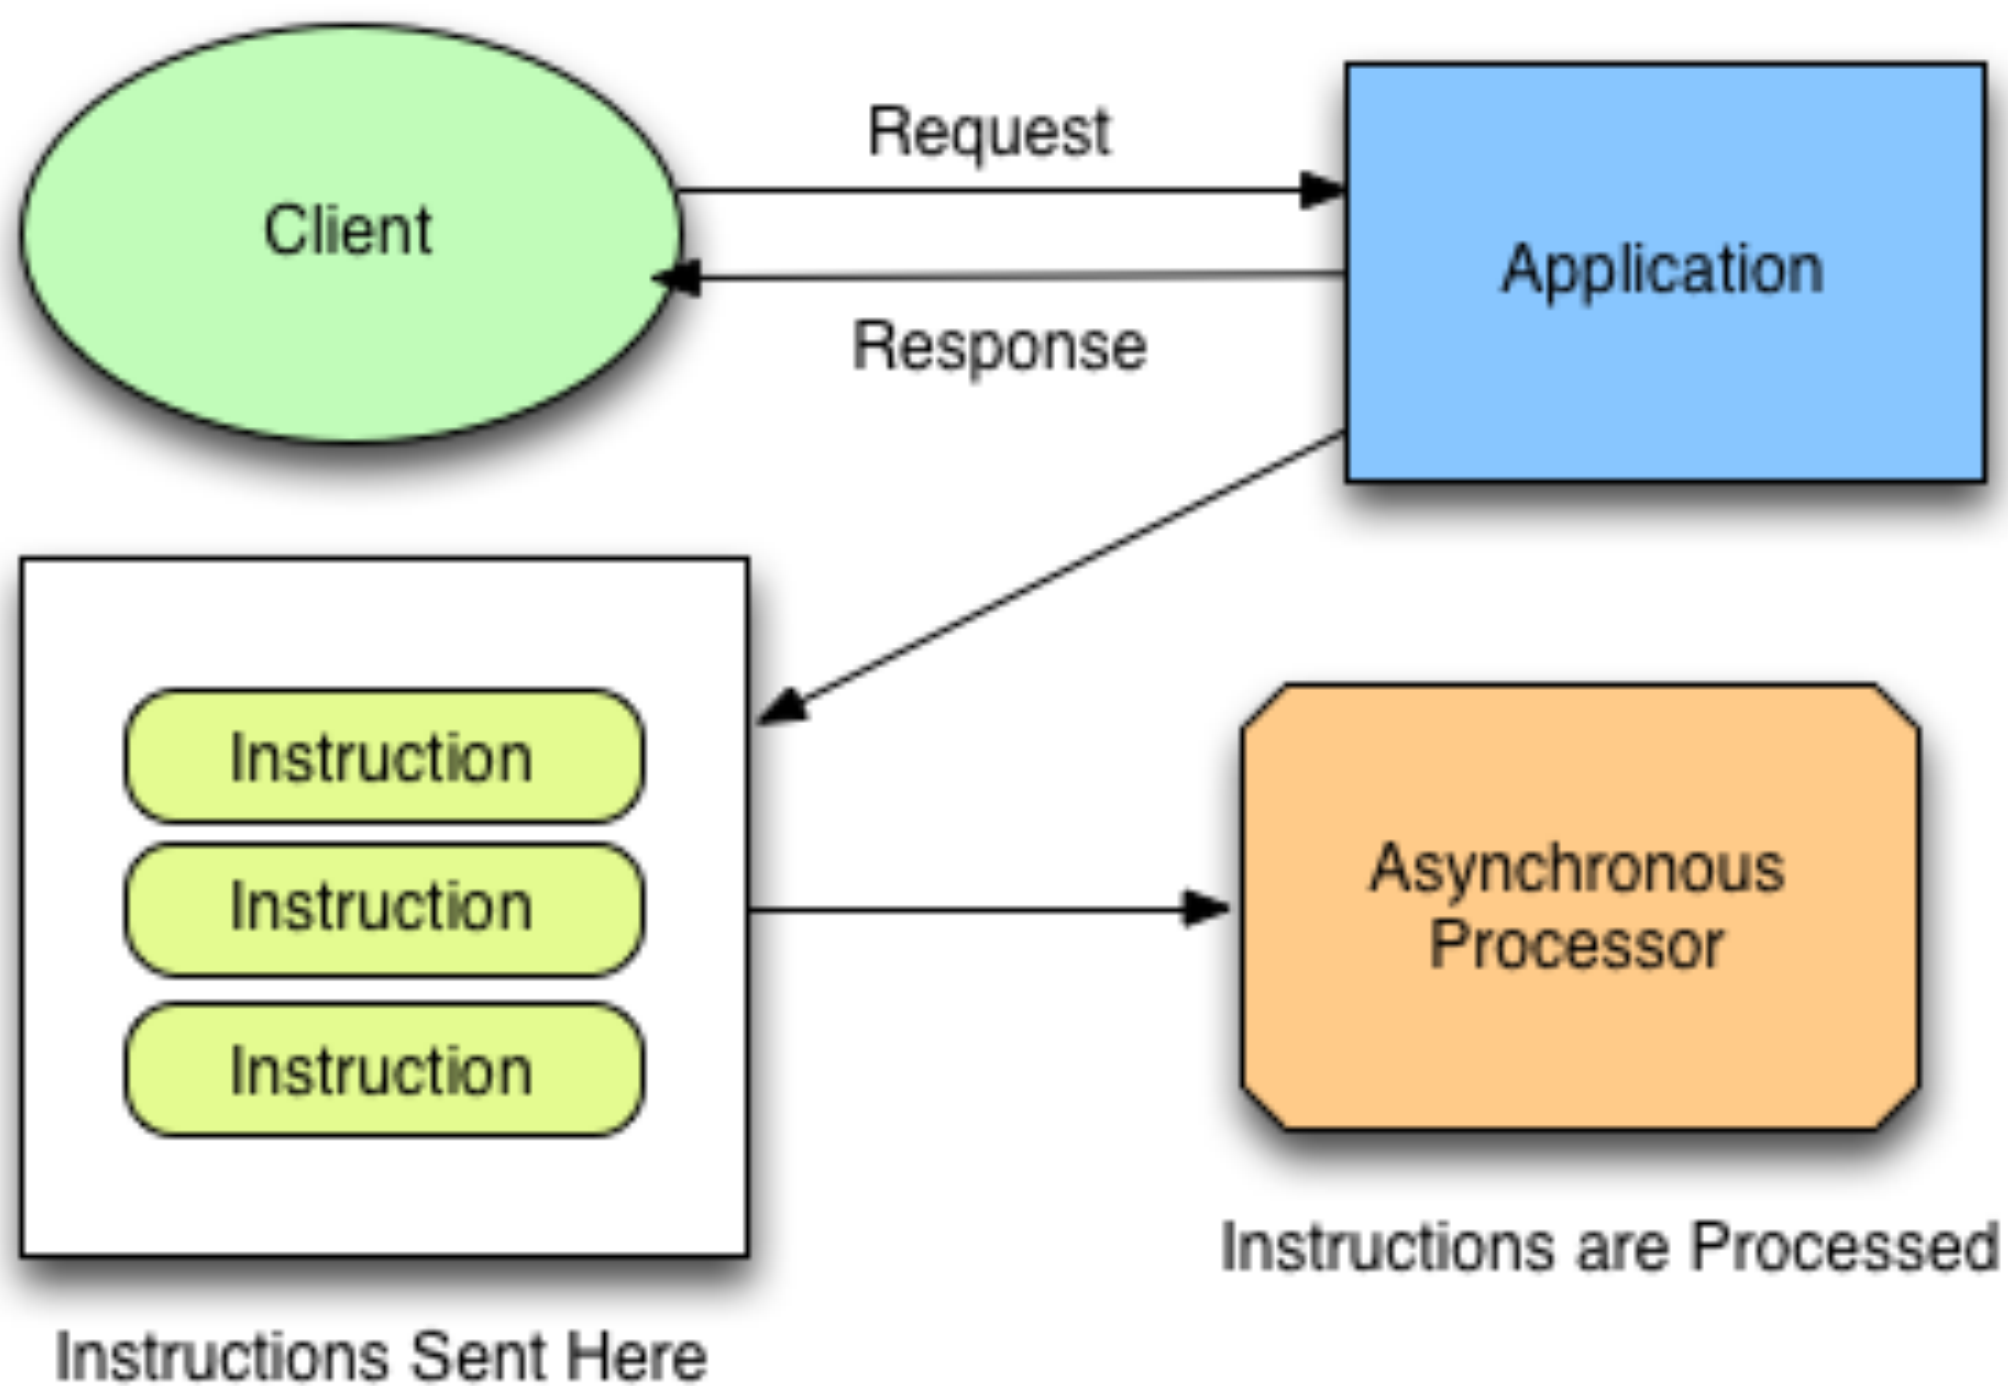 Client
Request
Response
Application
Instruction
Instruction
Instruction
Instructions Sent Here
Asynchronous
Processor
Instructions are Processed